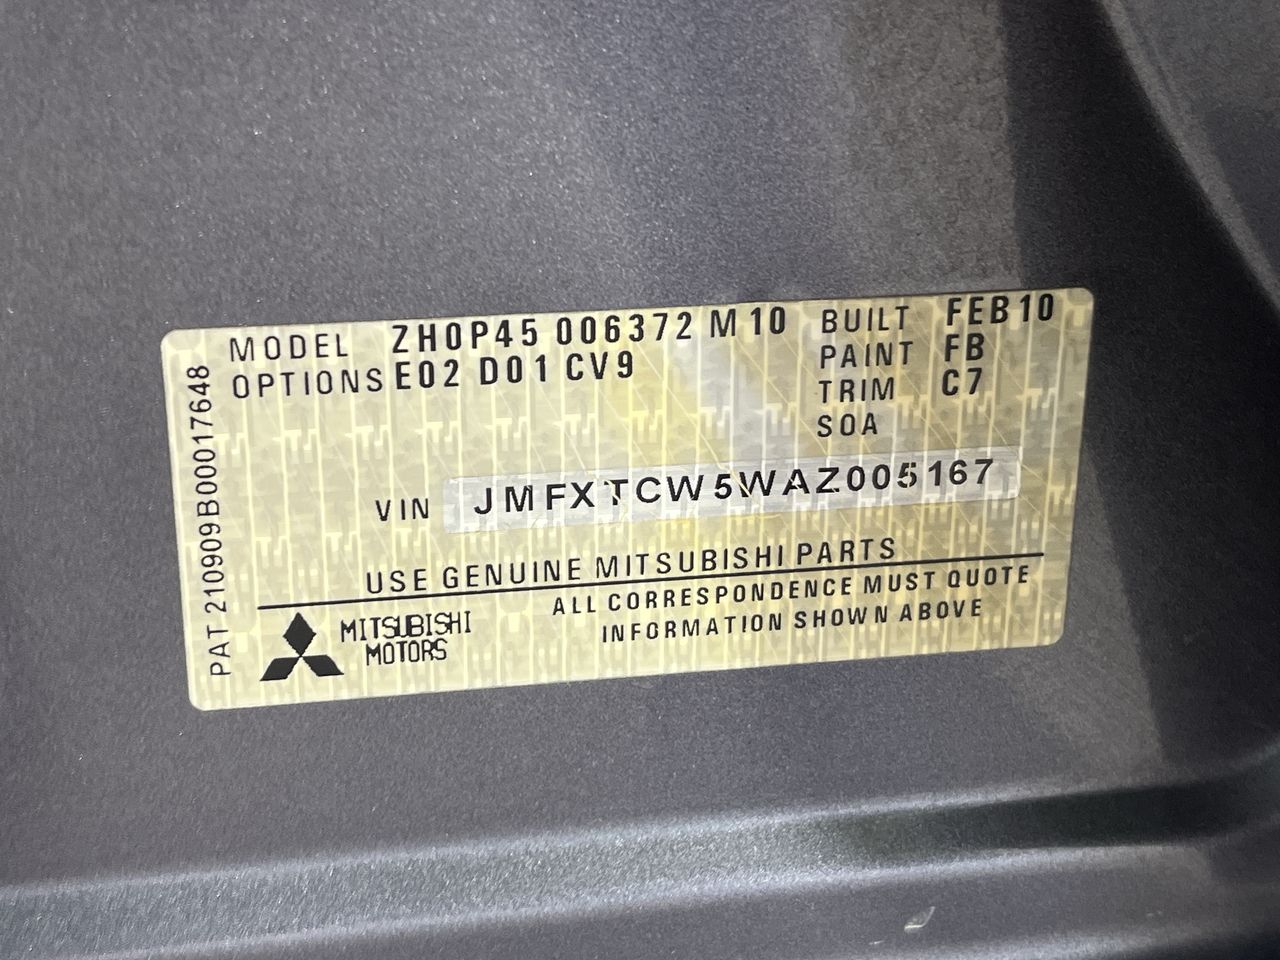 MODEL ZH0P45 006372 M10 BUILT FEB10
OPTIONS E02 D01 CV9 PAINT FB
TRIM C7
SOA
VIN JMFXTCW5WAZ005167
USE GENUINE MITSUBISHI PARTS
MITSUBISHI
MOTORS
ALL CORRESPONDENCE MUST QUOTE
INFORMATION SHOWN ABOVE
PAT 210909B00017648